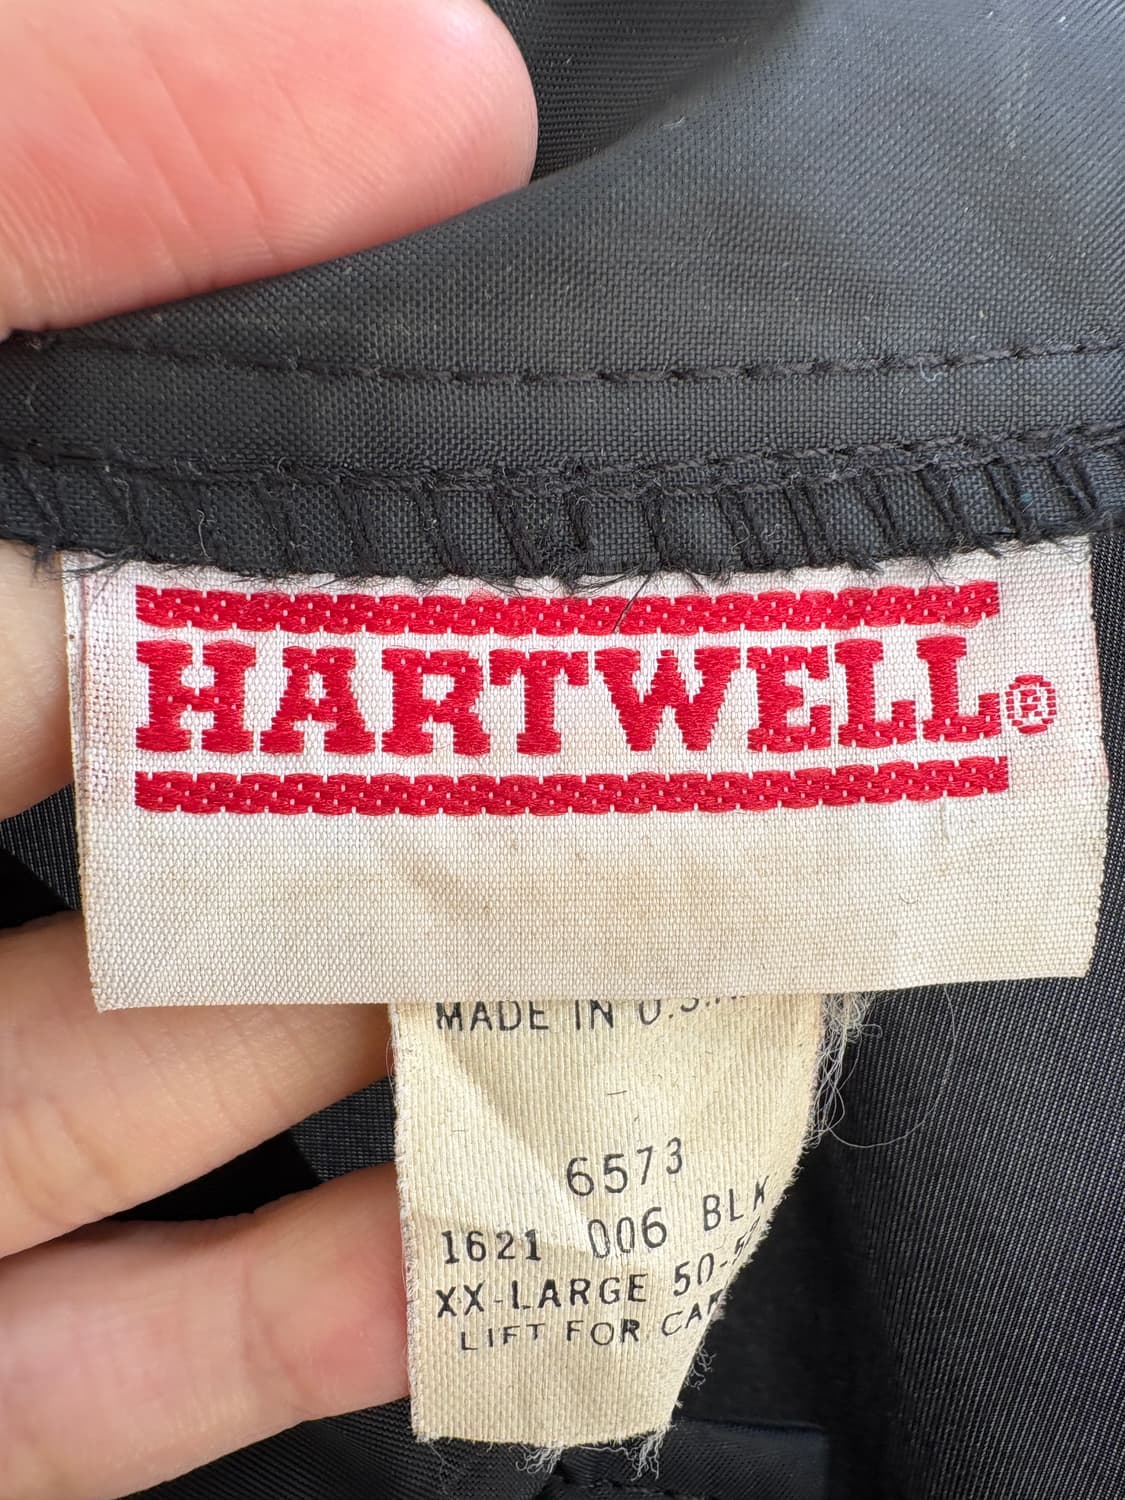 HARTWELL®
MADE IN U.S.A
6573
1621 006 BLK
XX-LARGE 50-
LIFT FOR CAR